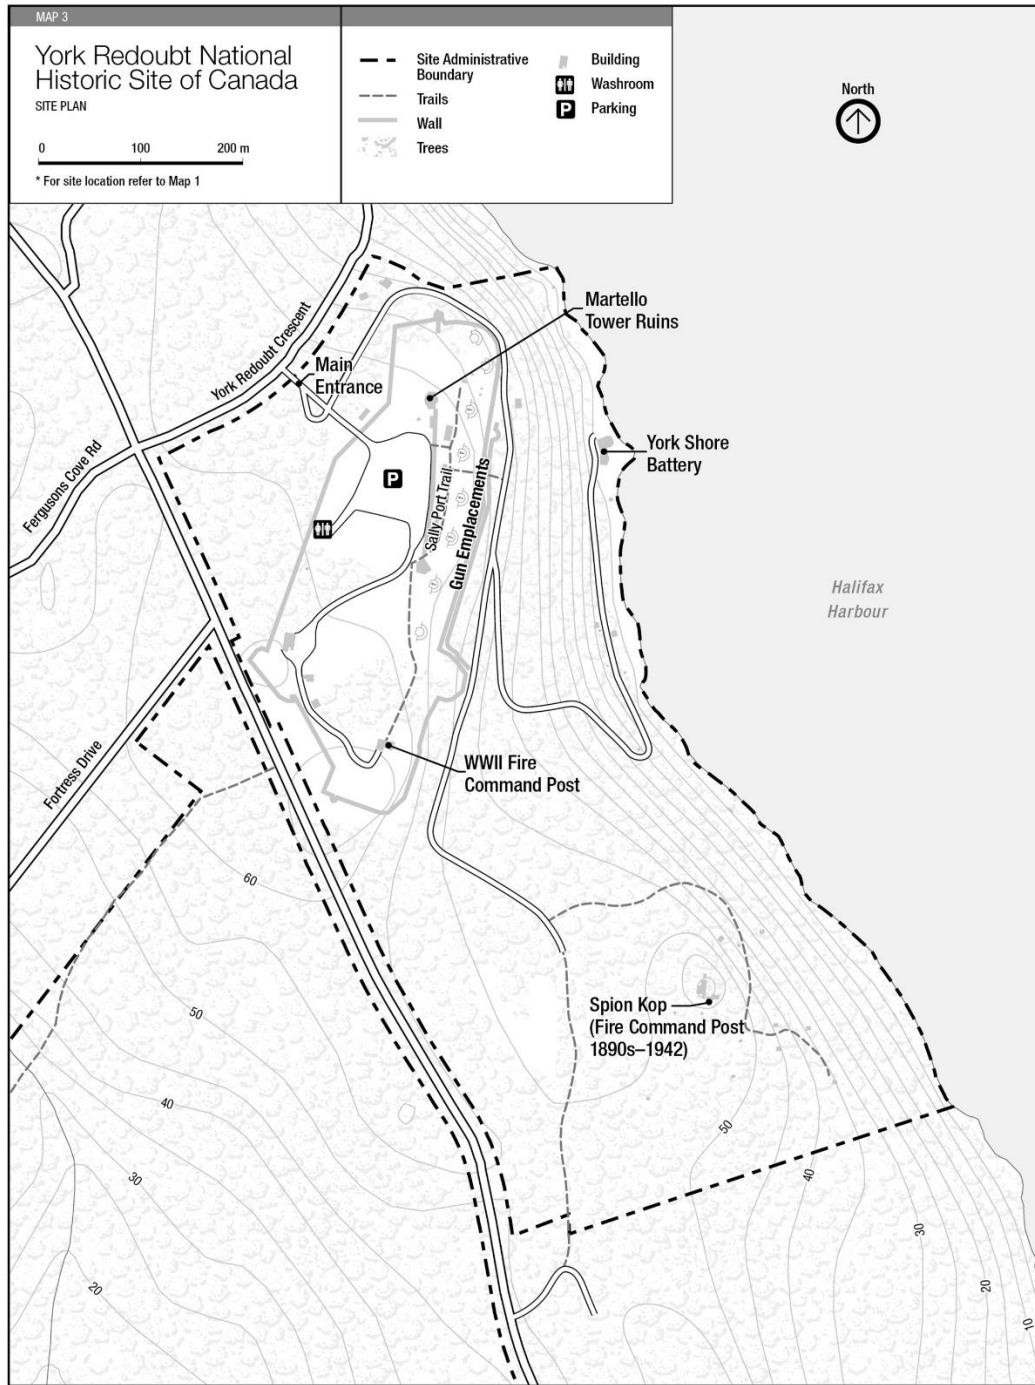 MAP 3
York Redoubt National
Historic Site of Canada
SITE PLAN
0 100 200 m
* For site location refer to Map 1
Site Administrative
Boundary
Trails
Wall
Trees
Building
Washroom
P Parking
North
Martello
Tower Ruins
Main
Entrance
York Redoubt Crescent
Fergusons Cove Rd
York Shore
Battery
P
Sally Port Trail
Gun Emplacements
Halifax
Harbour
Fortress Drive
WWII Fire
Command Post
60
50
Spion Kop
(Fire Command Post
1890s–1942)
40
50
30
40
30
20
20
10